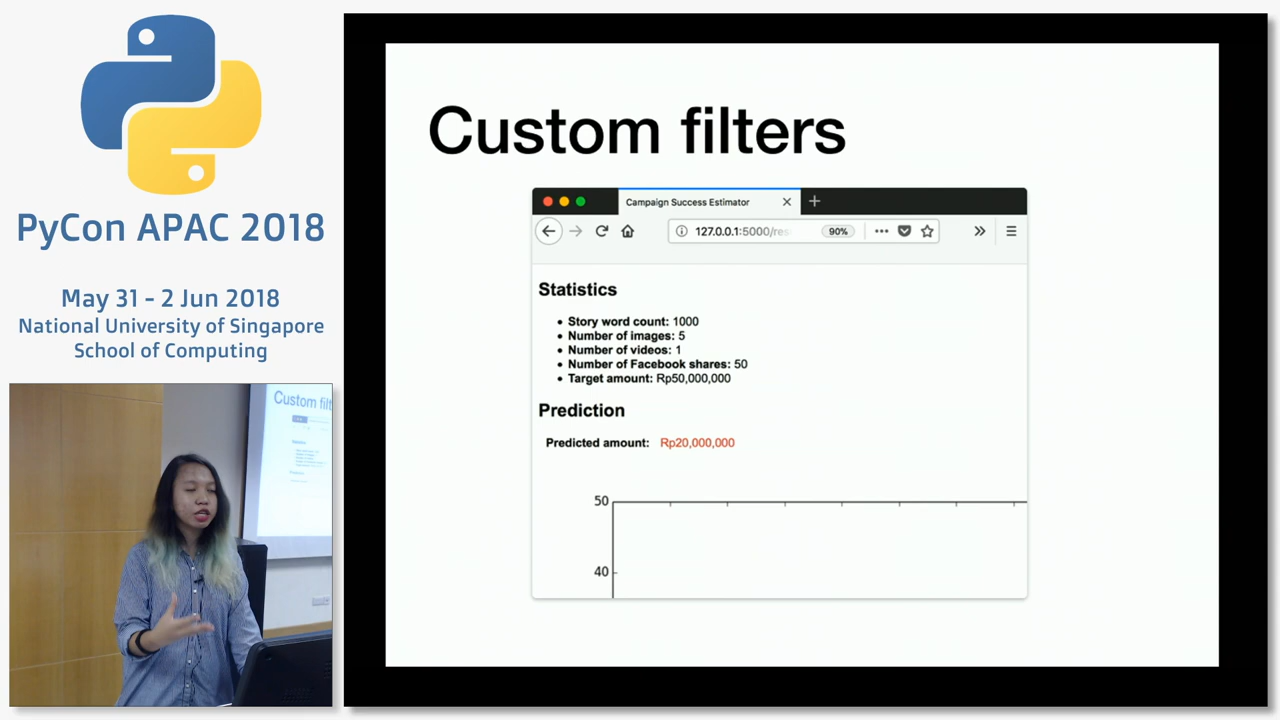 PyCon APAC 2018
May 31 - 2 Jun 2018
National University of Singapore
School of Computing
Custom filt
Custom filters
Campaign Success Estimator
127.0.0.1:5000/res
90%
Statistics
• Story word count: 1000
• Number of images: 5
• Number of videos: 1
• Number of Facebook shares: 50
• Target amount: Rp50,000,000
Prediction
Predicted amount: Rp20,000,000
50
40